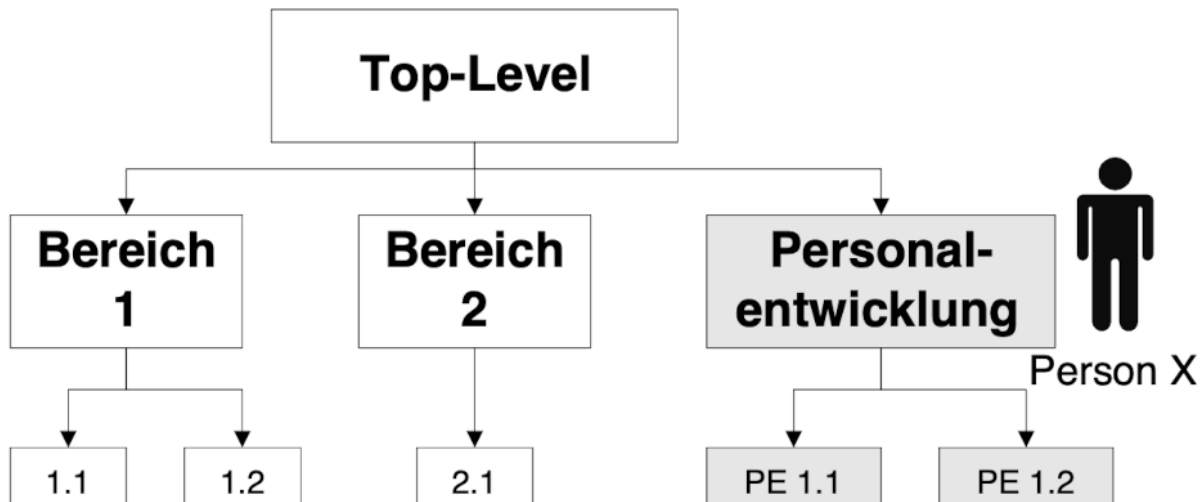 Top-Level
Bereich
1
Bereich
2
Personal-
entwicklung
Person X
1.1
1.2
2.1
PE 1.1
PE 1.2